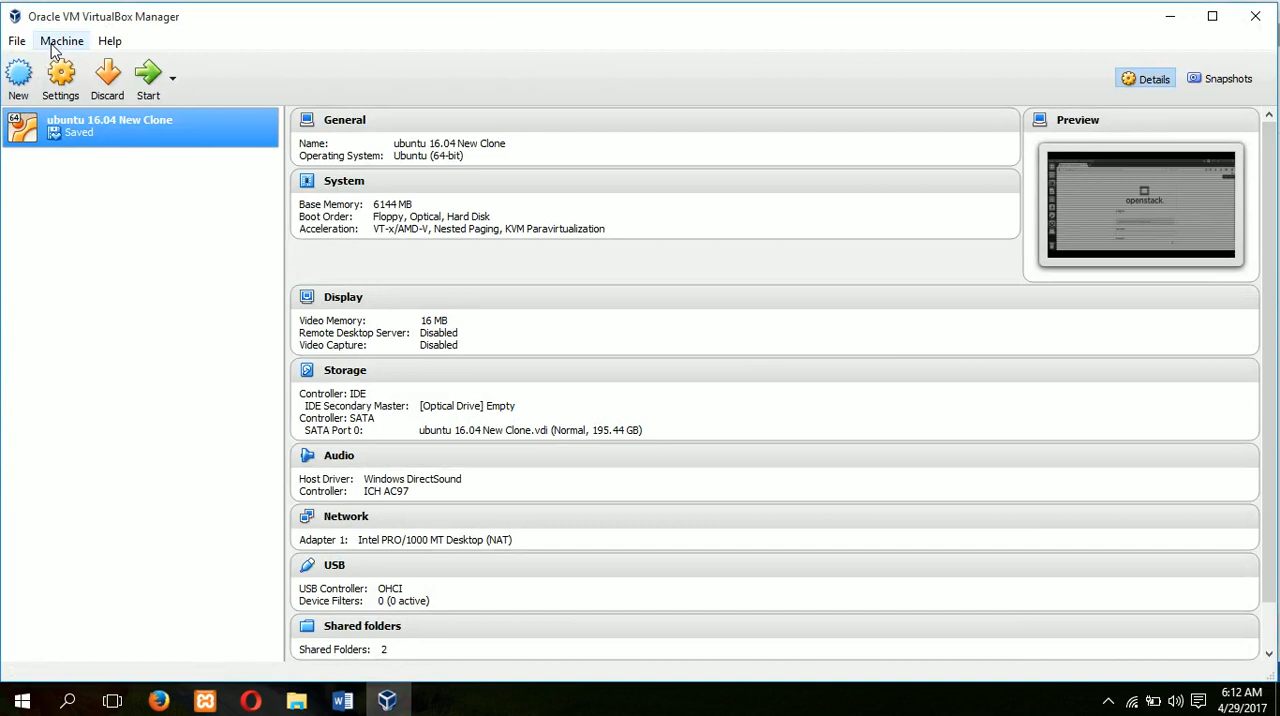 Oracle VM VirtualBox Manager
File Machine Help
New Settings Discard Start
Details Snapshots
64
ubuntu 16.04 New Clone
Saved
General
Name: ubuntu 16.04 New Clone
Operating System: Ubuntu (64-bit)
System
Base Memory: 6144 MB
Boot Order: Floppy, Optical, Hard Disk
Acceleration: VT-x/AMD-V, Nested Paging, KVM Paravirtualization
Preview
openstack
Display
Video Memory: 16 MB
Remote Desktop Server: Disabled
Video Capture: Disabled
Storage
Controller: IDE
IDE Secondary Master: [Optical Drive] Empty
Controller: SATA
SATA Port 0: ubuntu 16.04 New Clone.vdi (Normal, 195.44 GB)
Audio
Host Driver: Windows DirectSound
Controller: ICH AC97
Network
Adapter 1: Intel PRO/1000 MT Desktop (NAT)
USB
USB Controller: OHCI
Device Filters: 0 (0 active)
Shared folders
Shared Folders: 2
6:12 AM
4/29/2017